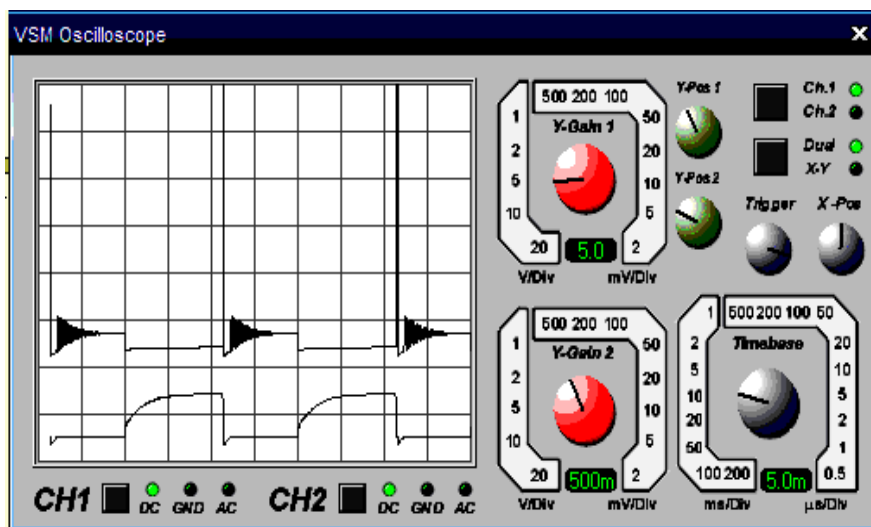 VSM Oscilloscope
500 200 100
1
2
5
10
20
50
20
10
5
2
Y-Gain 1
5.0
V/Div
mV/Div
Y-Pos 1
Y-Pos 2
Ch.1
Ch.2
Dual
X-Y
Trigger
X-Pos
500 200 100
1
2
5
10
20
50
20
10
5
2
Y-Gain 2
500m
V/Div
mV/Div
1
500 200 100 50
2
5
10
20
50
100 200
20
10
5
2
1
0.5
Timebase
5.0m
ms/Div
µs/Div
CH1
DC
GND
AC
CH2
DC
GND
AC